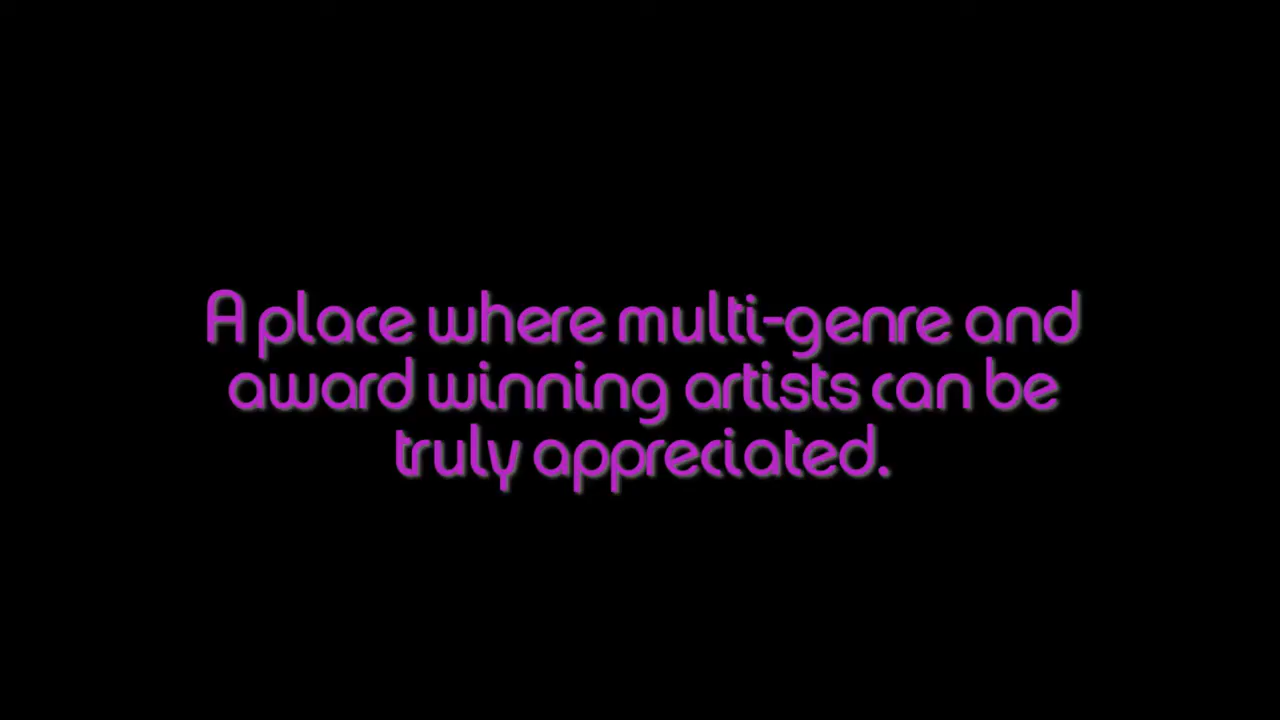 A place where multi-genre and
award winning artists can be
truly appreciated.